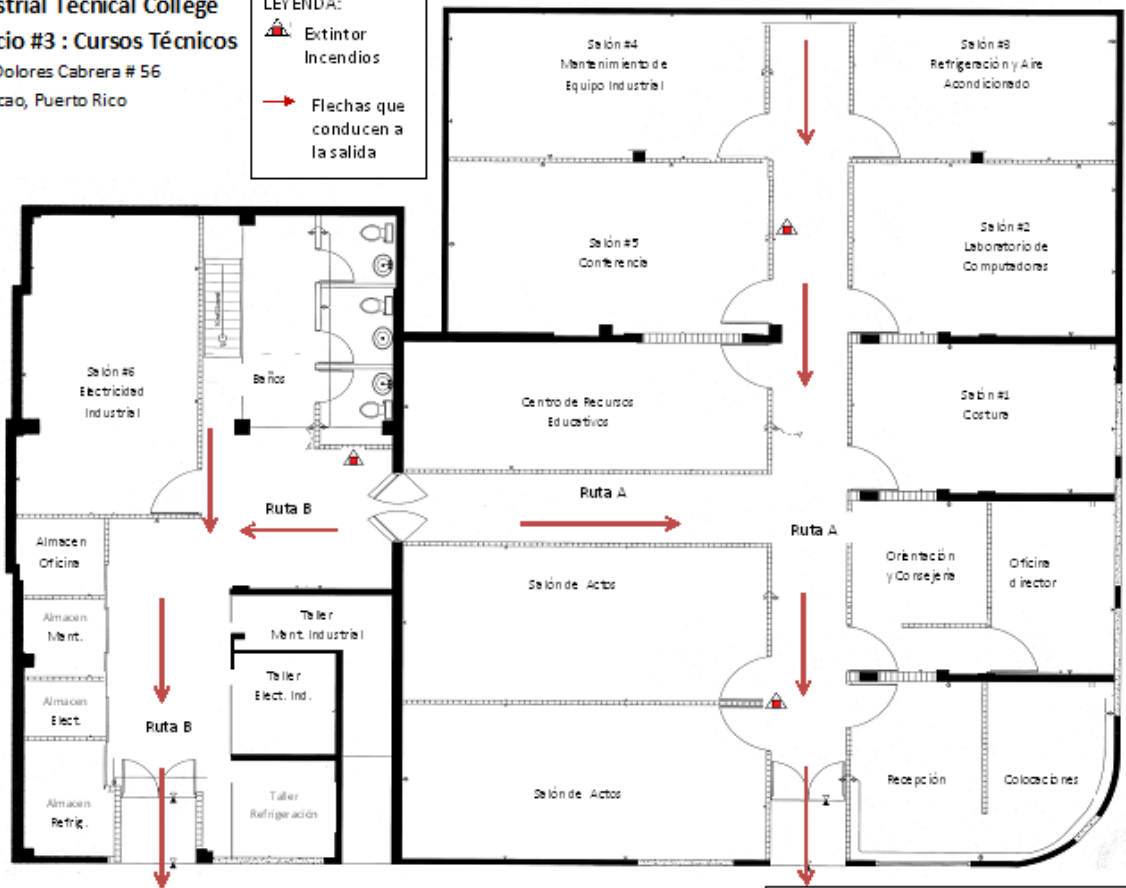 strial Technical College
cio #3 : Cursos Técnicos
Dolores Cabrera # 56
cao, Puerto Rico
LEYENDA:
Extintor
Incendios
Flechas que
conducen a
la salida
Salón #4
Mantenimiento de
Equipo Industrial
Salón #3
Refrigeración y Aire
Acondicionado
Salón #5
Conferencia
Salón #2
Laboratorio de
Computadoras
Salón #6
Electricidad
Industrial
Baños
Centro de Recursos
Educativos
Salón #1
Costura
Ruta B
Ruta A
Ruta A
Almacen
Oficina
Orientación
y Consejería
Oficina
director
Salón de Actos
Almacen
Mant.
Taller
Mant. Industrial
Almacen
Elect.
Taller
Elect. Ind.
Ruta B
Almacen
Refrig.
Taller
Refrigeración
Salón de Actos
Recepción
Colocaciones